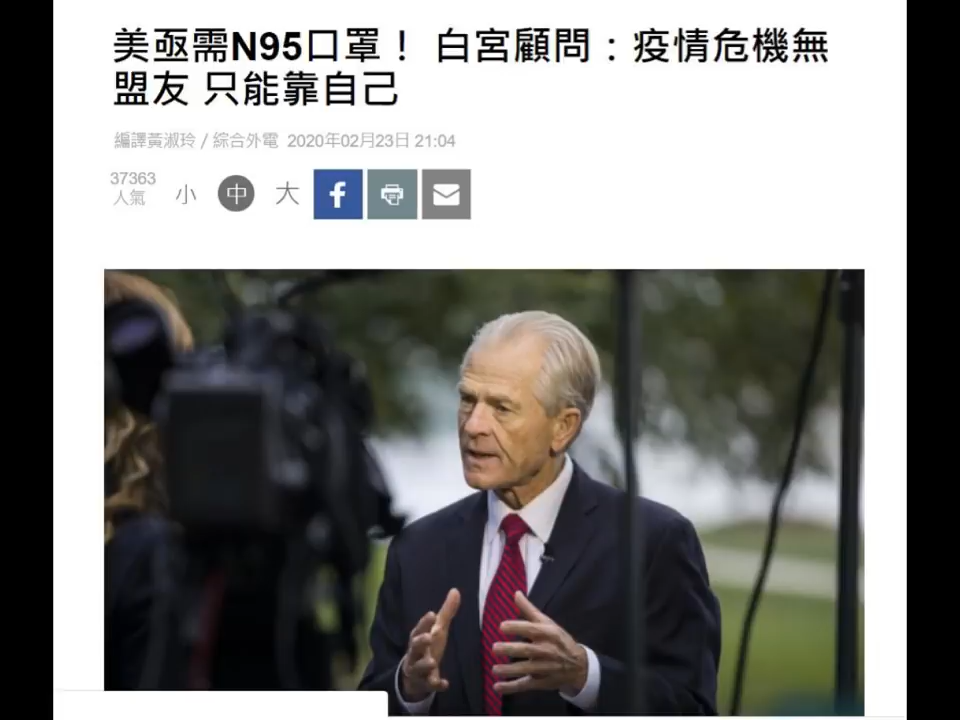 美亟需N95口罩！ 白宮顧問：疫情危機無
盟友 只能靠自己
編譯黃淑玲／綜合外電 2020年02月23日 21:04
37363
人氣
小 中 大